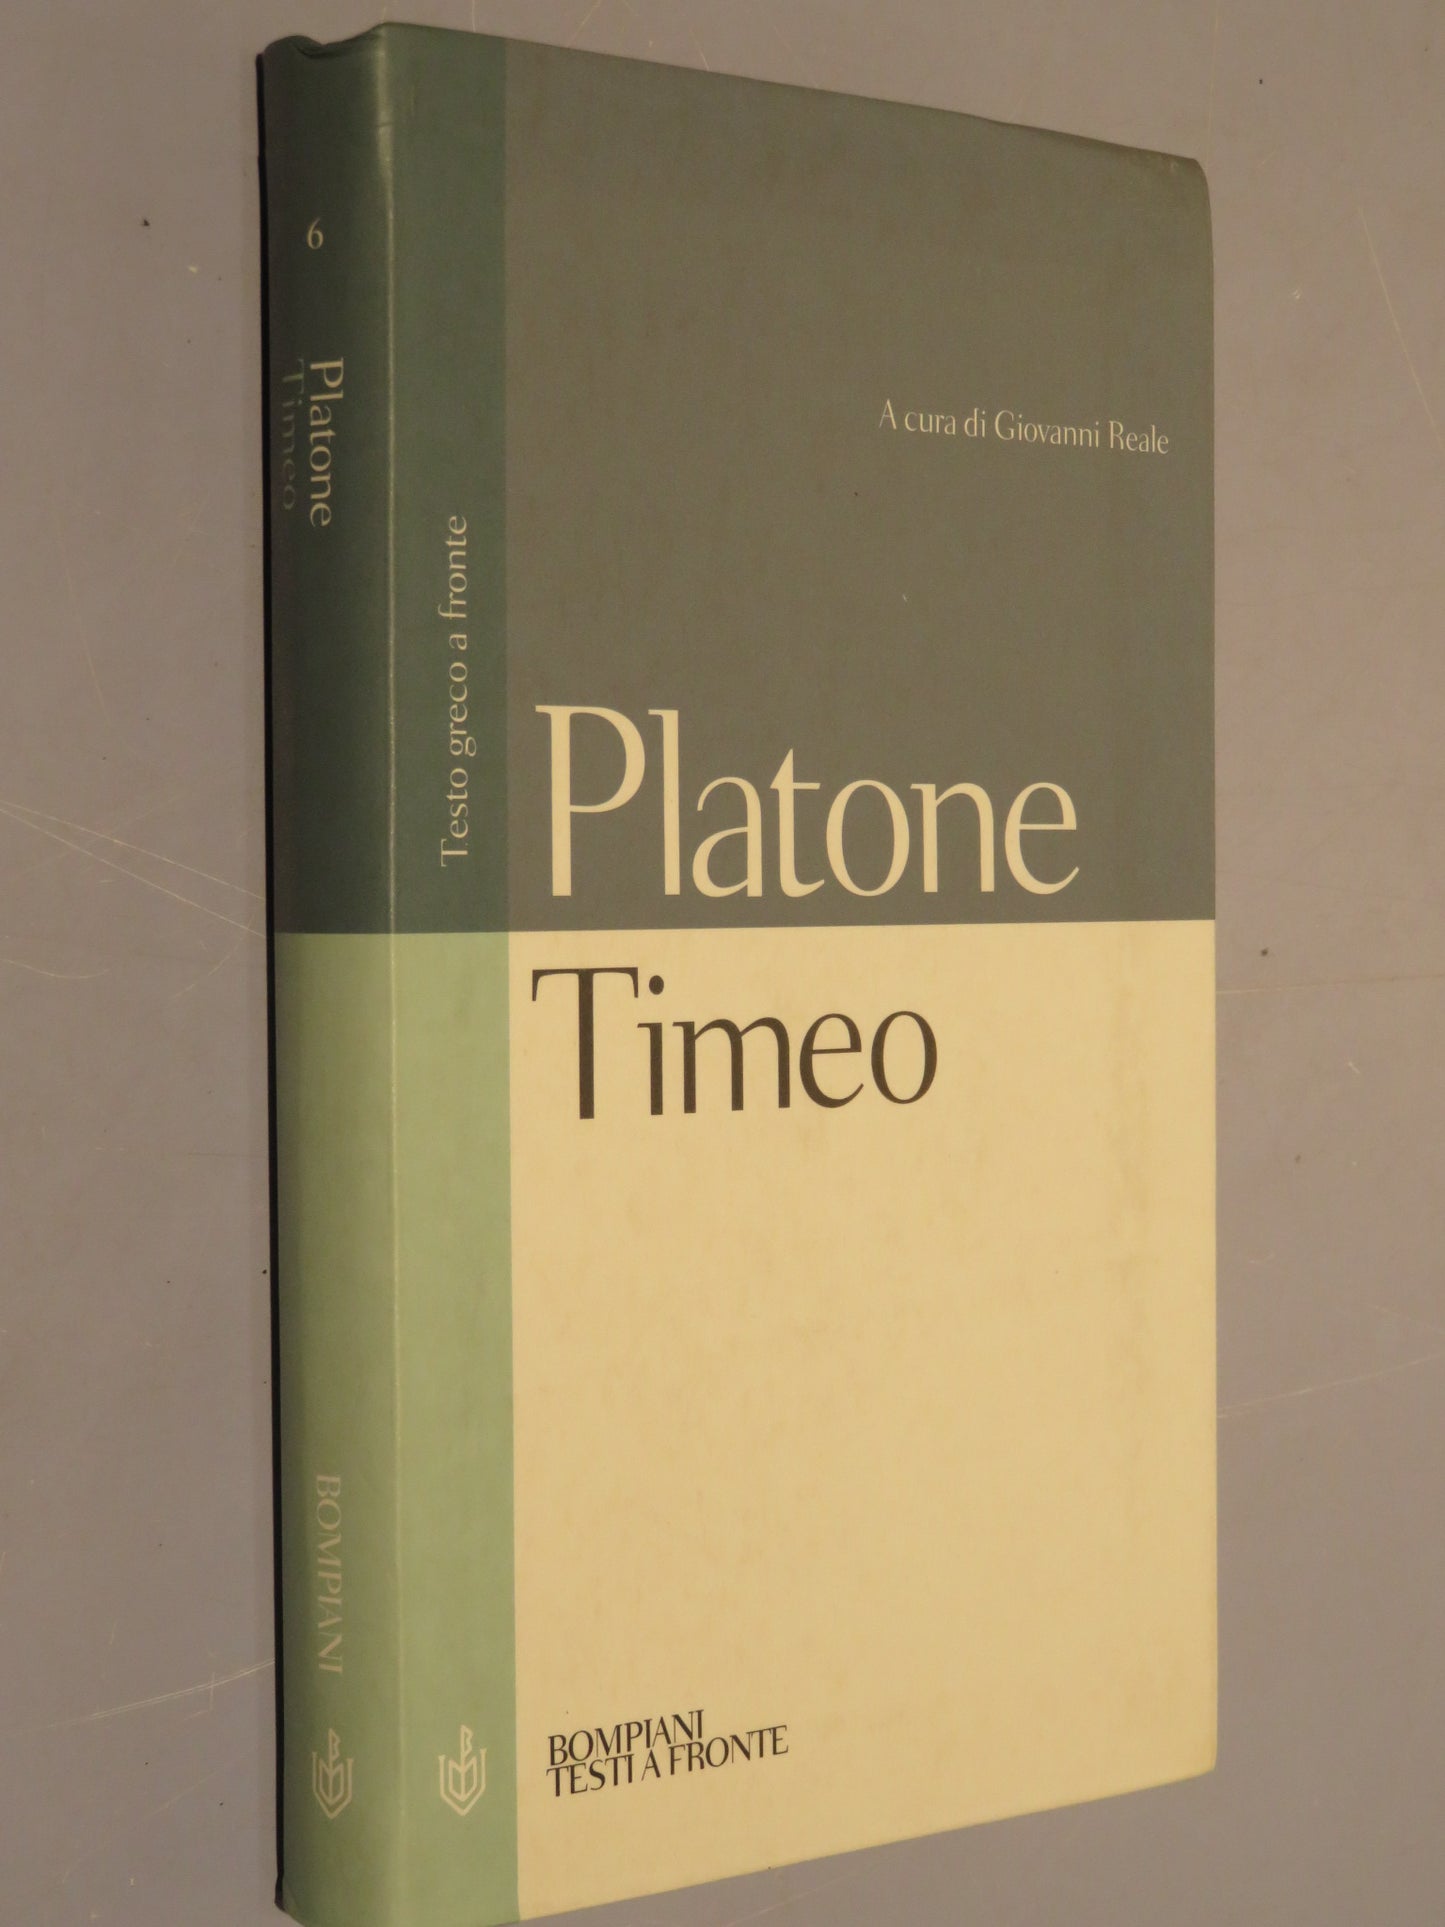 6
Platone
Timeo
BOMPIANI
Testo greco a fronte
A cura di Giovanni Reale
Platone
Timeo
BOMPIANI
TESTI A FRONTE